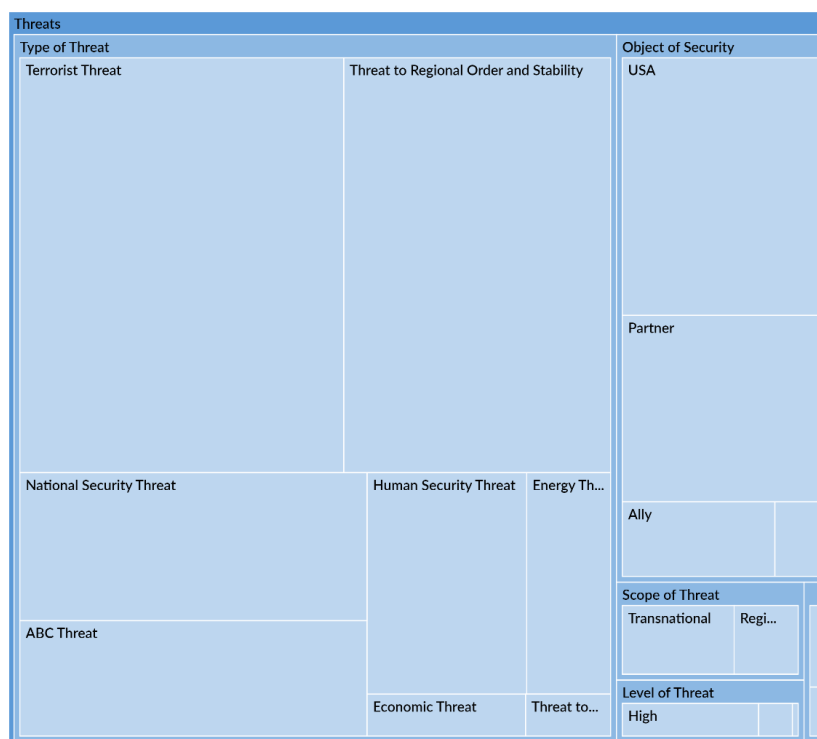 Threats
Type of Threat
Terrorist Threat
Threat to Regional Order and Stability
National Security Threat
Human Security Threat
Energy Th...
ABC Threat
Economic Threat
Threat to...
Object of Security
USA
Partner
Ally
Scope of Threat
Transnational
Regi...
Level of Threat
High